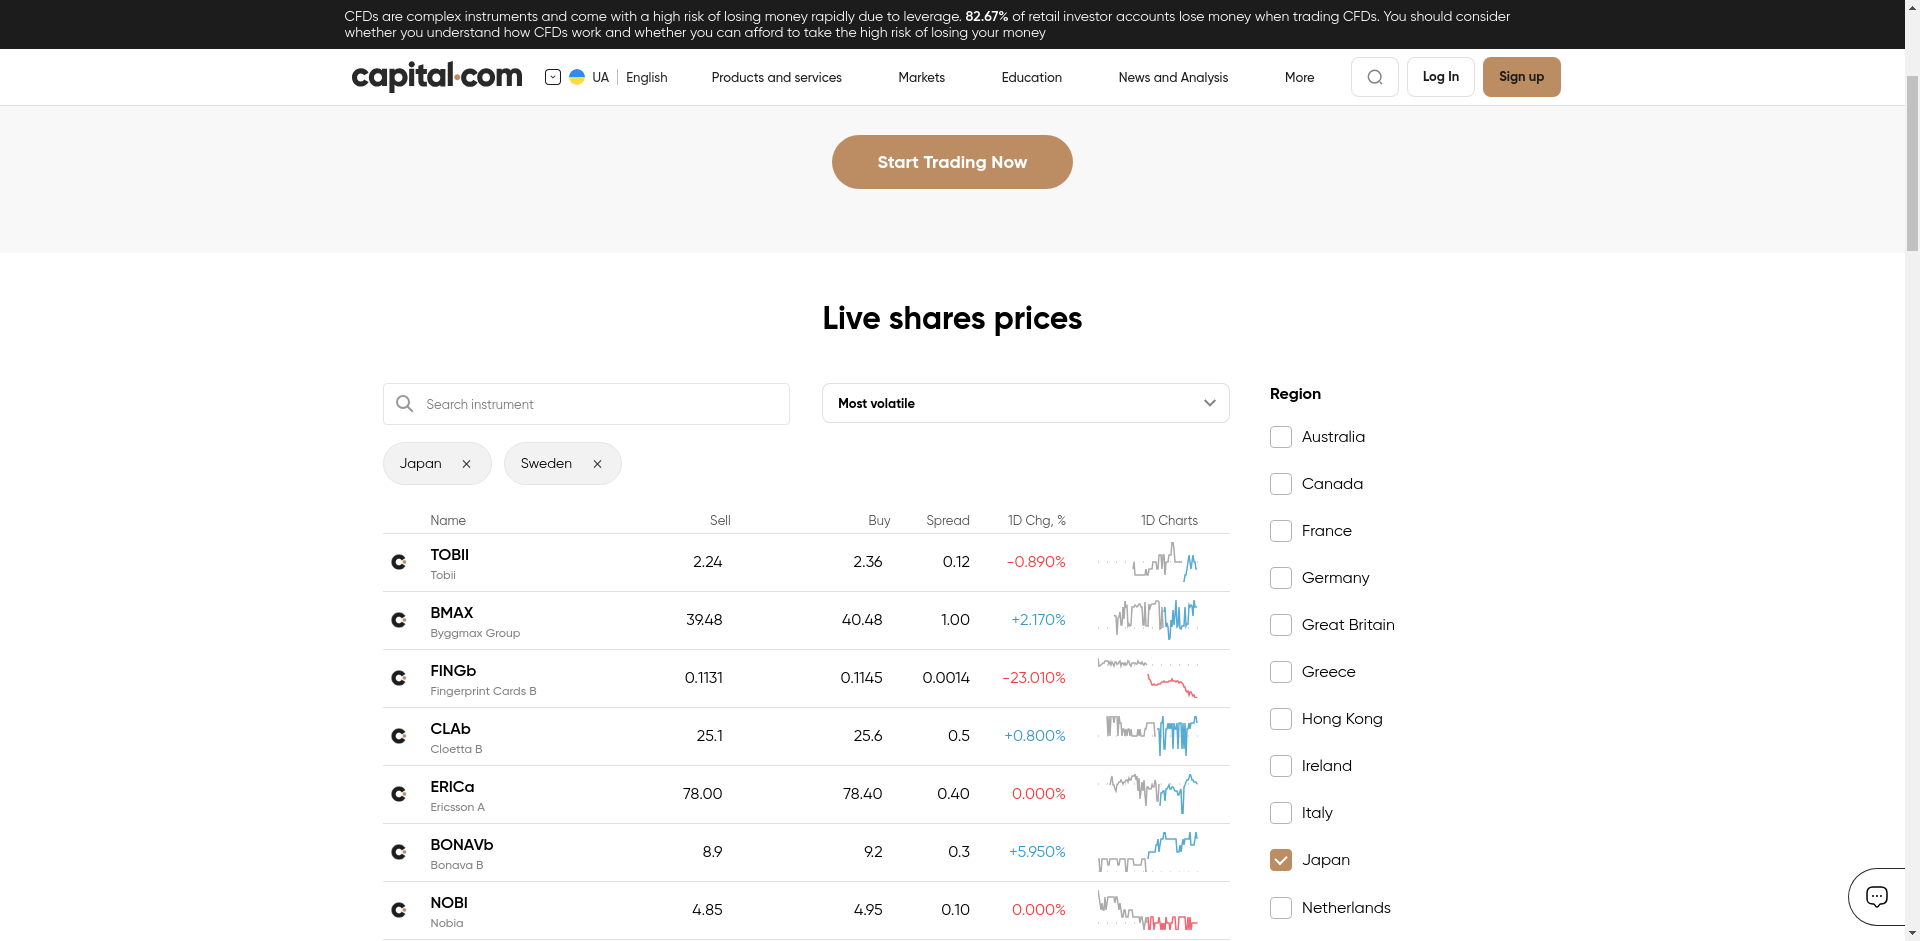 CFDs are complex instruments and come with a high risk of losing money rapidly due to leverage. 82.67% of retail investor accounts lose money when trading CFDs. You should consider
whether you understand how CFDs work and whether you can afford to take the high risk of losing your money
capital.com UA English Products and services Markets Education News and Analysis More Log In Sign up
Start Trading Now
Live shares prices
Search instrument
Most volatile
Japan × Sweden ×
Name Sell Buy Spread 1D Chg, % 1D Charts
TOBII
Tobii
2.24 2.36 0.12 -0.890%
BMAX
Byggmax Group
39.48 40.48 1.00 +2.170%
FINGb
Fingerprint Cards B
0.1131 0.1145 0.0014 -23.010%
CLAb
Cloetta B
25.1 25.6 0.5 +0.800%
ERICa
Ericsson A
78.00 78.40 0.40 0.000%
BONAVb
Bonava B
8.9 9.2 0.3 +5.950%
NOBI
Nobia
4.85 4.95 0.10 0.000%
Region
Australia
Canada
France
Germany
Great Britain
Greece
Hong Kong
Ireland
Italy
Japan
Netherlands